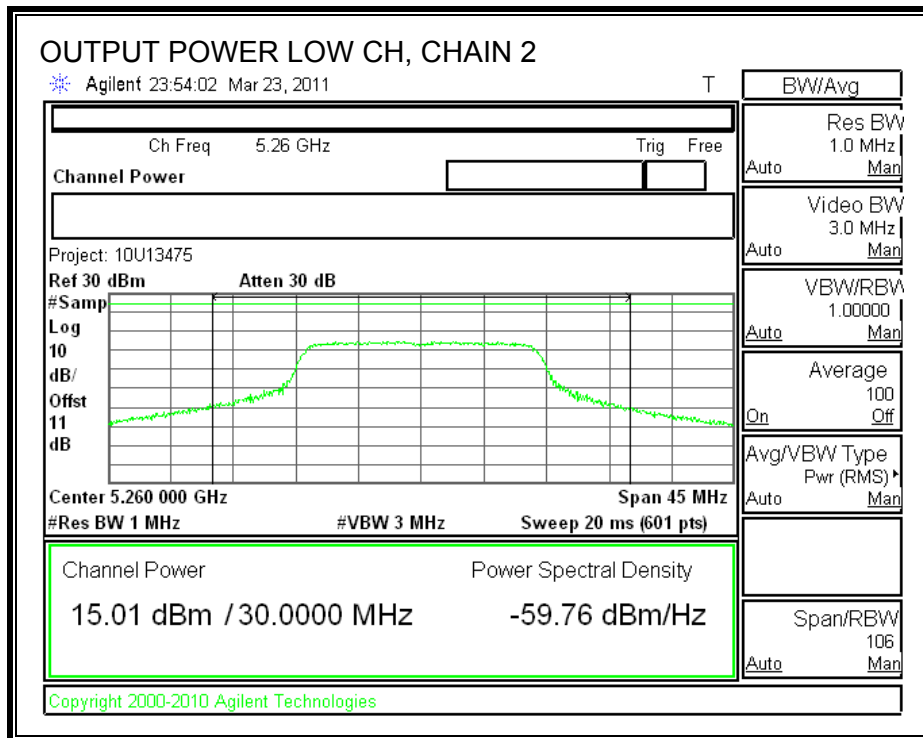 OUTPUT POWER LOW CH, CHAIN 2
Agilent 23:54:02 Mar 23, 2011 T
Ch Freq 5.26 GHz Trig Free
Channel Power
Project: 10U13475
Ref 30 dBm Atten 30 dB
#Samp
Log
10
dB/
Offst
11
dB
Center 5.260 000 GHz Span 45 MHz
#Res BW 1 MHz #VBW 3 MHz Sweep 20 ms (601 pts)
Channel Power Power Spectral Density
15.01 dBm / 30.0000 MHz -59.76 dBm/Hz
Copyright 2000-2010 Agilent Technologies
BW/Avg
Res BW
1.0 MHz
Auto Man
Video BW
3.0 MHz
Auto Man
VBW/RBW
1.00000
Auto Man
Average
100
On Off
Avg/VBW Type
Pwr (RMS)
Auto Man
Span/RBW
106
Auto Man